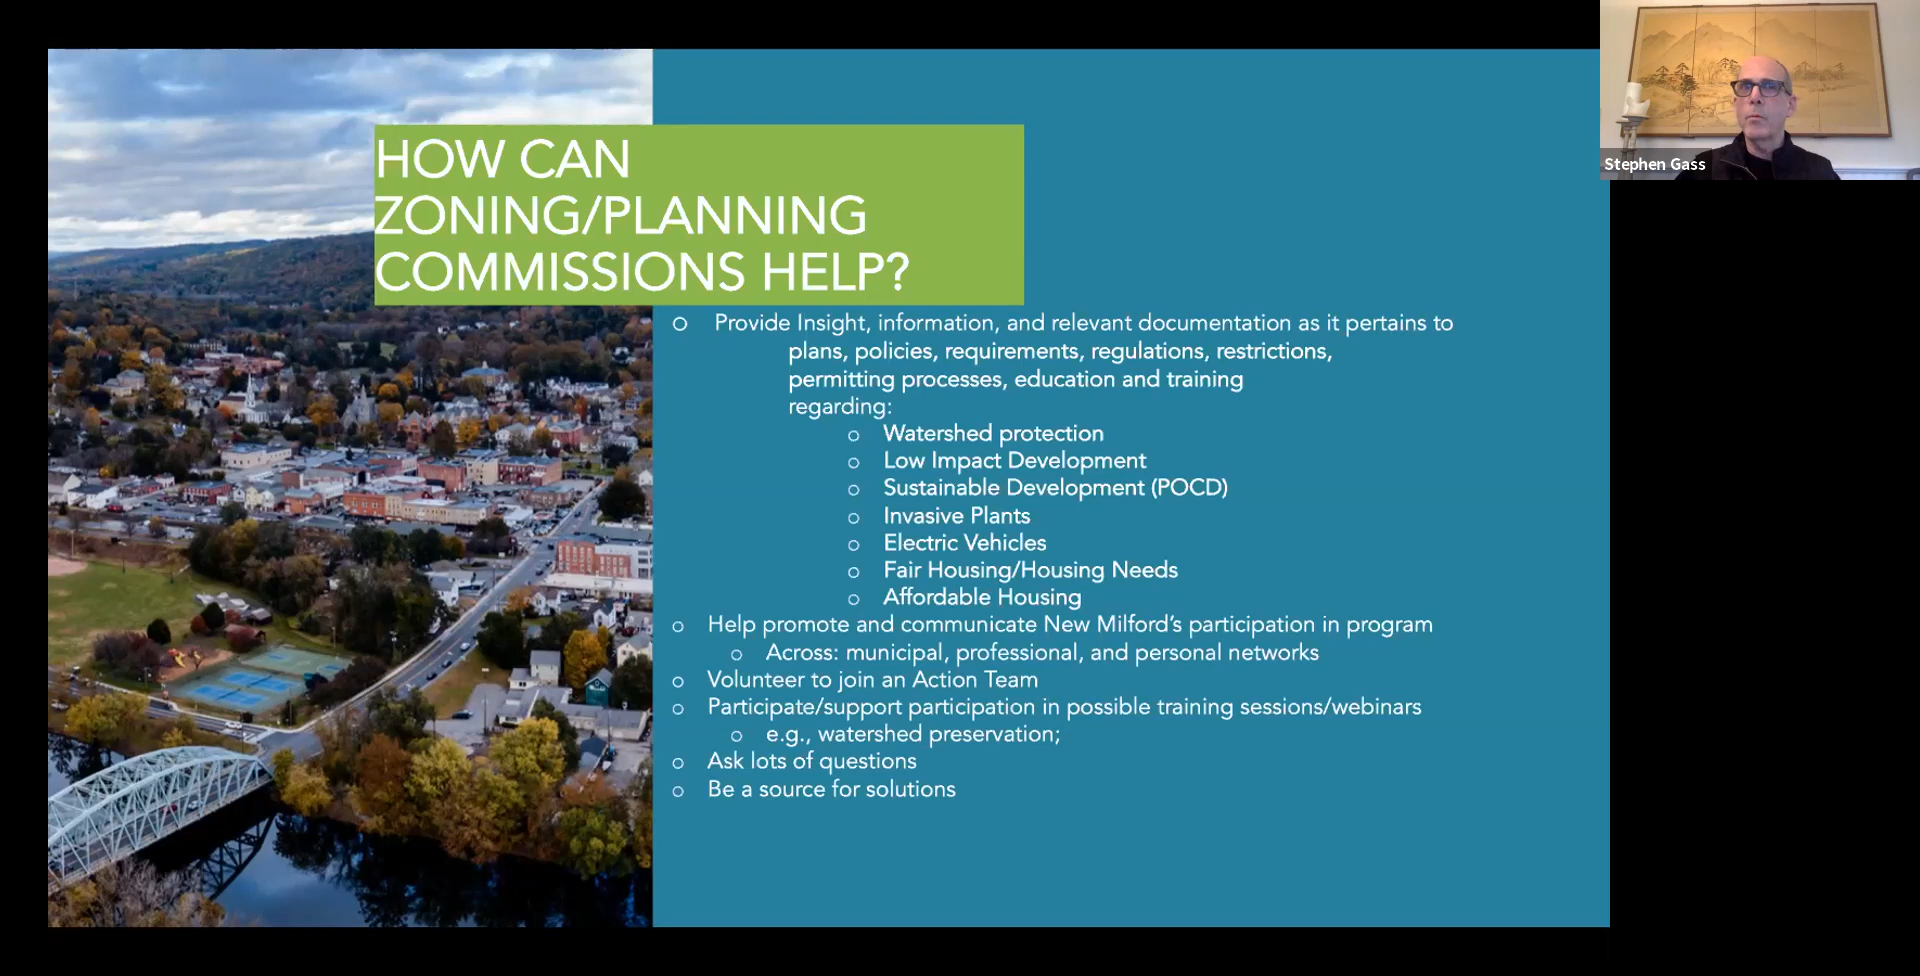 HOW CAN
ZONING/PLANNING
COMMISSIONS HELP?
Stephen Gass
o Provide Insight, information, and relevant documentation as it pertains to
plans, policies, requirements, regulations, restrictions,
permitting processes, education and training
regarding:
o Watershed protection
o Low Impact Development
o Sustainable Development (POCD)
o Invasive Plants
o Electric Vehicles
o Fair Housing/Housing Needs
o Affordable Housing
o Help promote and communicate New Milford's participation in program
o Across: municipal, professional, and personal networks
o Volunteer to join an Action Team
o Participate/support participation in possible training sessions/webinars
o e.g., watershed preservation;
o Ask lots of questions
o Be a source for solutions